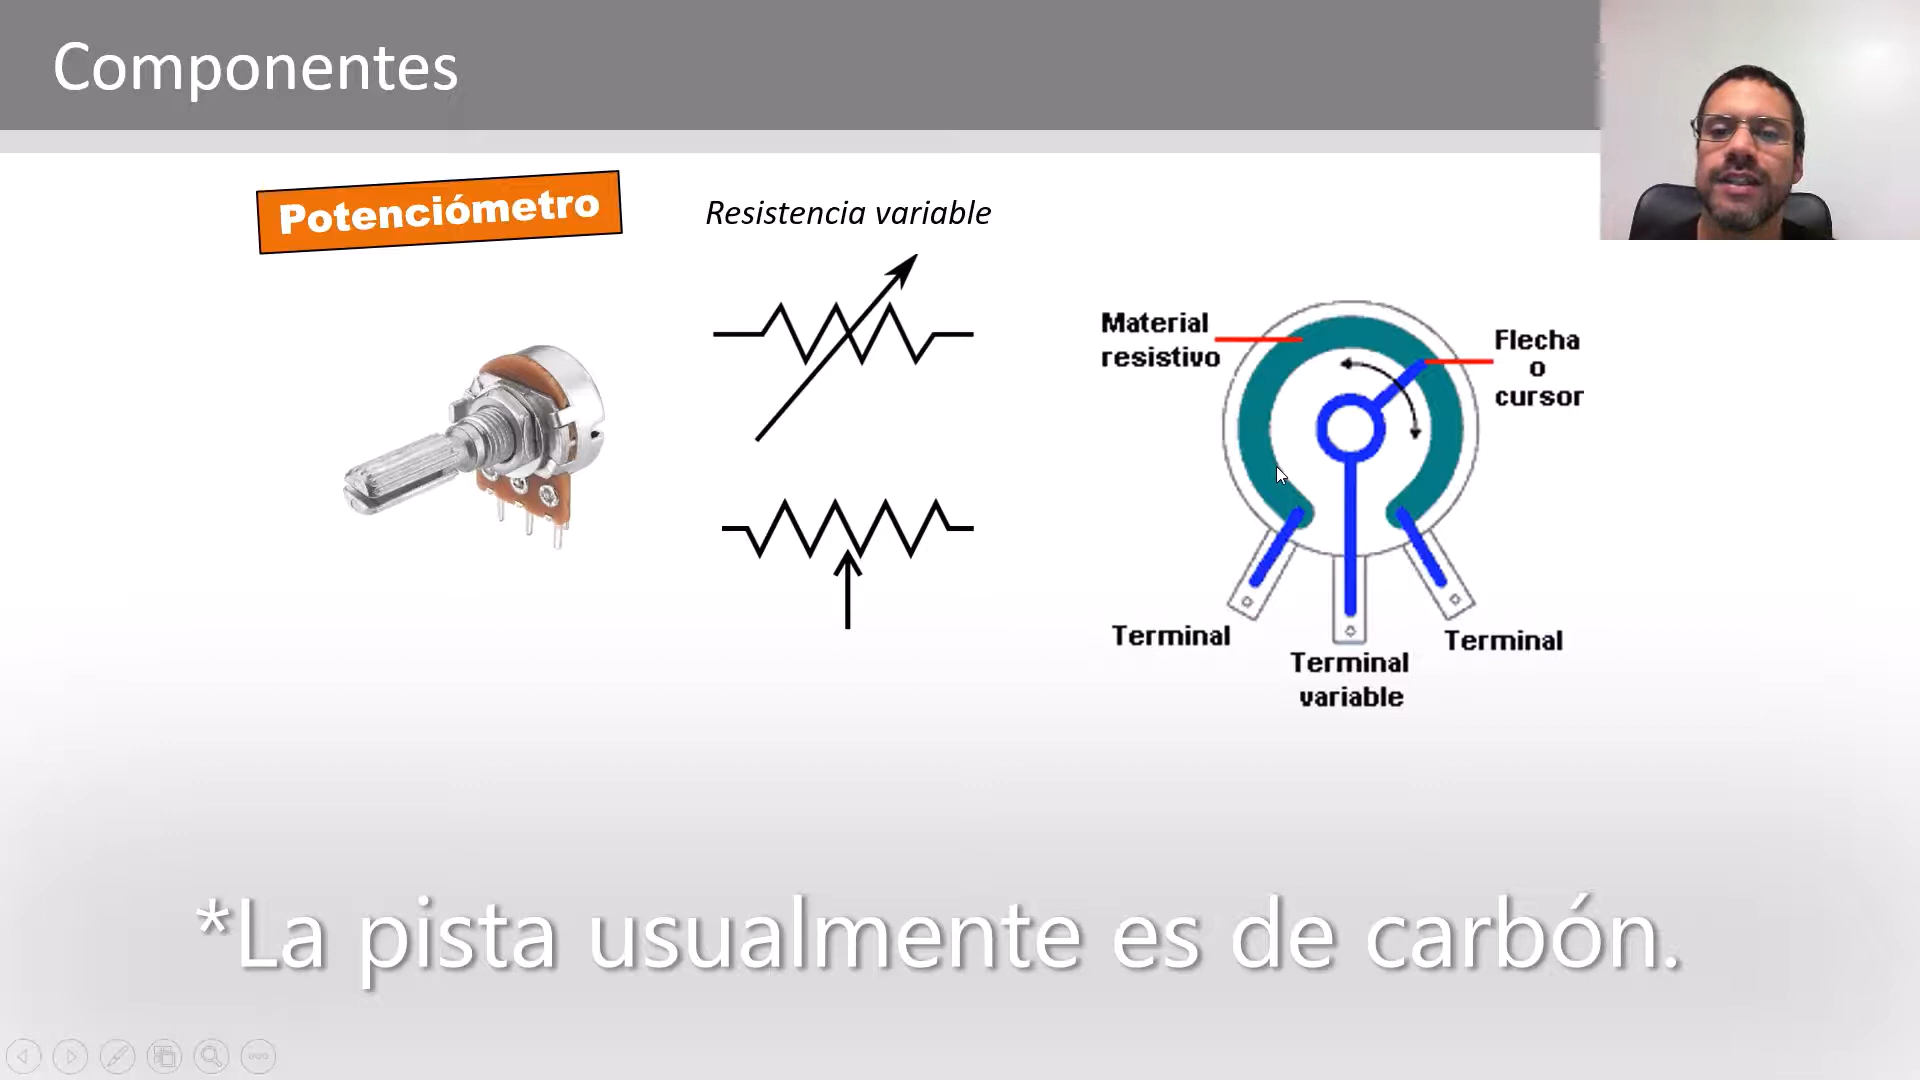 Componentes
Potenciómetro
Resistencia variable
Material
resistivo
Flecha
o
cursor
Terminal
Terminal
variable
Terminal
*La pista usualmente es de carbón.